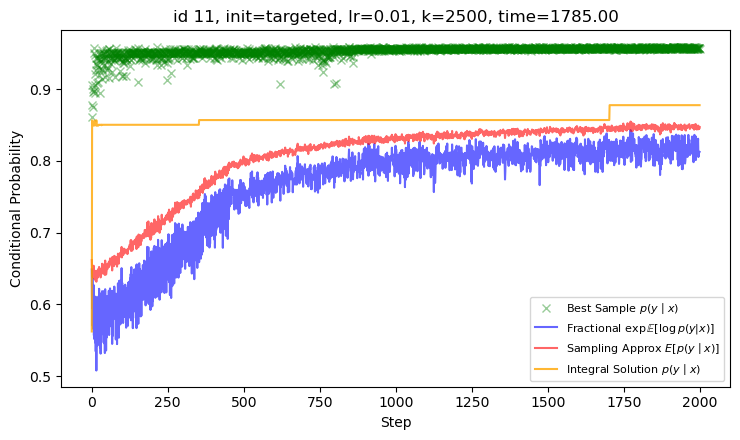 id 11, init=targeted, lr=0.01, k=2500, time=1785.00
Conditional Probability
0.9
0.8
0.7
0.6
0.5
0
250
500
750
1000
1250
1500
1750
2000
Step
Best Sample p(y | x)
Fractional exp𝔼[log p(y|x)]
Sampling Approx E[p(y | x)]
Integral Solution p(y | x)